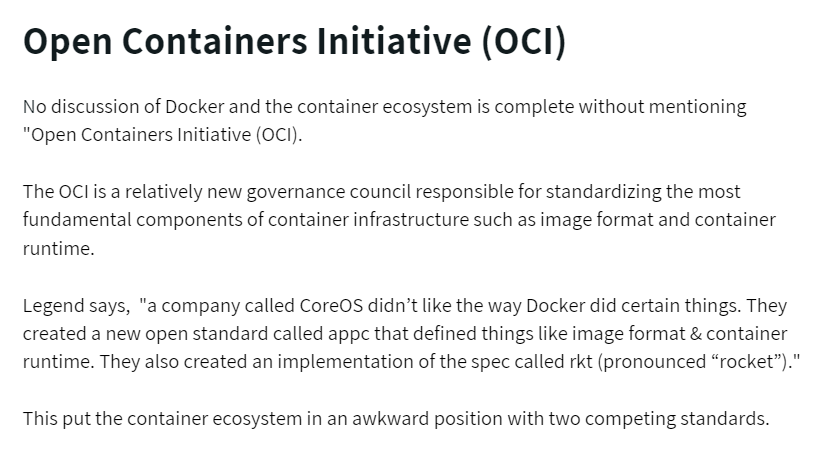 Open Containers Initiative (OCI)
No discussion of Docker and the container ecosystem is complete without mentioning
"Open Containers Initiative (OCI).
The OCI is a relatively new governance council responsible for standardizing the most
fundamental components of container infrastructure such as image format and container
runtime.
Legend says,  "a company called CoreOS didn’t like the way Docker did certain things. They
created a new open standard called appc that defined things like image format & container
runtime. They also created an implementation of the spec called rkt (pronounced “rocket”)."
This put the container ecosystem in an awkward position with two competing standards.